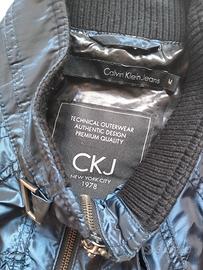 Calvin Klein Jeans
M
TECHNICAL OUTERWEAR
AUTHENTIC DESIGN
PREMIUM QUALITY
CKJ
NEW YORK CITY
1978